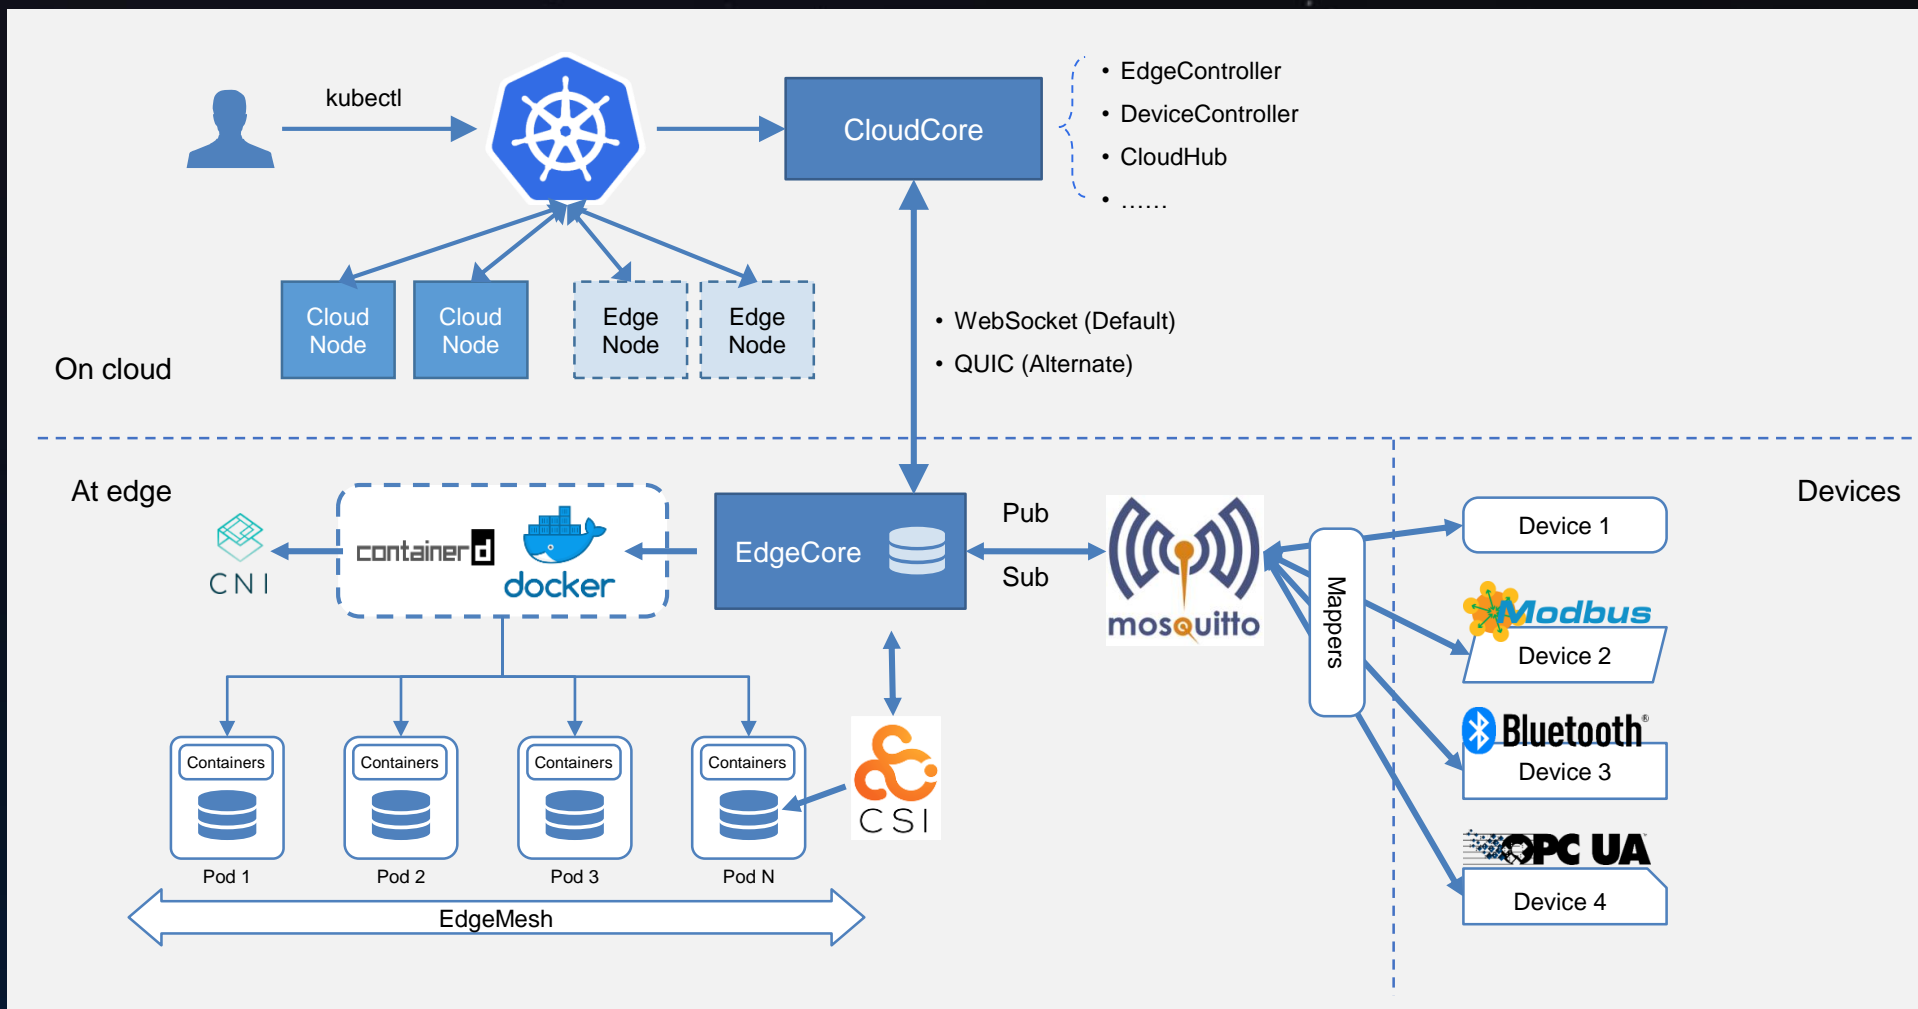 kubectl
CloudCore
• EdgeController
• DeviceController
• CloudHub
• ......
Cloud
Node
Cloud
Node
Edge
Node
Edge
Node
• WebSocket (Default)
• QUIC (Alternate)
On cloud
At edge
Devices
CNI
containerd
docker
EdgeCore
Pub
Sub
mosquitto
Mappers
Device 1
Modbus
Device 2
Bluetooth®
Device 3
OPC UA
Device 4
Containers
Containers
Containers
Containers
CSI
Pod 1
Pod 2
Pod 3
Pod N
EdgeMesh